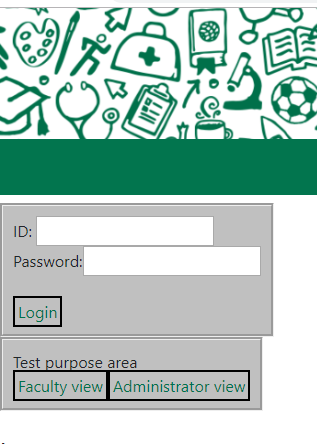 ID:
Password:
Login
Test purpose area
Faculty view Administrator view